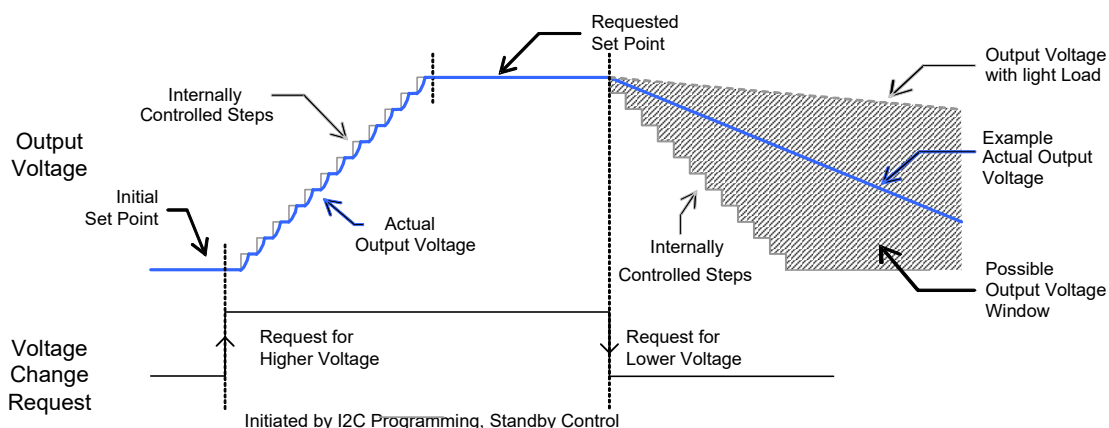 Requested
Set Point
Output Voltage
with light Load
Internally
Controlled Steps
Output
Voltage
Example
Actual Output
Voltage
Initial
Set Point
Actual
Output Voltage
Internally
Controlled Steps
Possible
Output Voltage
Window
Voltage
Change
Request
Request for
Higher Voltage
Request for
Lower Voltage
Initiated by I2C Programming, Standby Control